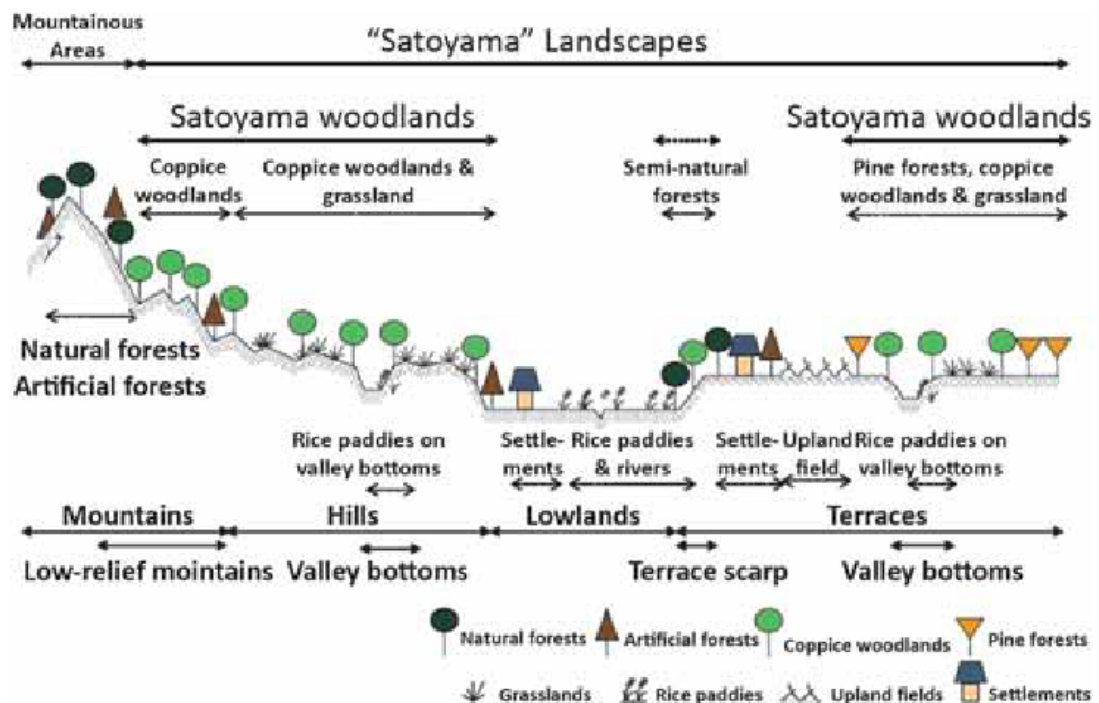 Mountainous
Areas
“Satoyama” Landscapes
Satoyama woodlands
Satoyama woodlands
Coppice
woodlands
Coppice woodlands &
grassland
Semi-natural
forests
Pine forests, coppice
woodlands & grassland
Natural forests
Artificial forests
Rice paddies on
valley bottoms
Settle-
ments
Rice paddies
& rivers
Settle-
ments
Upland
field
Rice paddies on
valley bottoms
Mountains
Hills
Lowlands
Terraces
Low-relief mointains
Valley bottoms
Terrace scarp
Valley bottoms
Natural forests
Artificial forests
Coppice woodlands
Pine forests
Grasslands
Rice paddies
Upland fields
Settlements